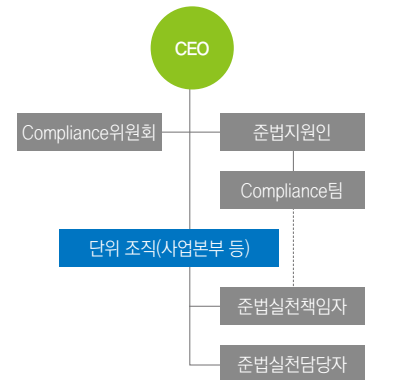 CEO
Compliance위원회
준법지원인
Compliance팀
단위 조직(사업본부 등)
준법실천책임자
준법실천담당자